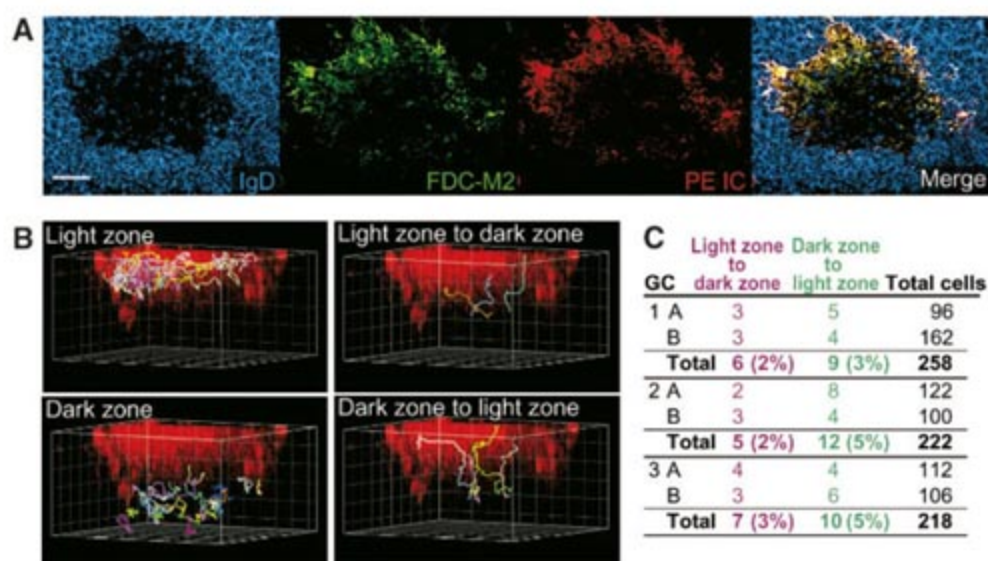 A
IgD
FDC-M2
PE IC
Merge
B
Light zone
Light zone to dark zone
Dark zone
Dark zone to light zone
C
Light zone to dark zone
Dark zone to light zone
GC Total cells
1 A 3 5 96
B 3 4 162
Total 6 (2%) 9 (3%) 258
2 A 2 8 122
B 3 4 100
Total 5 (2%) 12 (5%) 222
3 A 4 4 112
B 3 6 106
Total 7 (3%) 10 (5%) 218